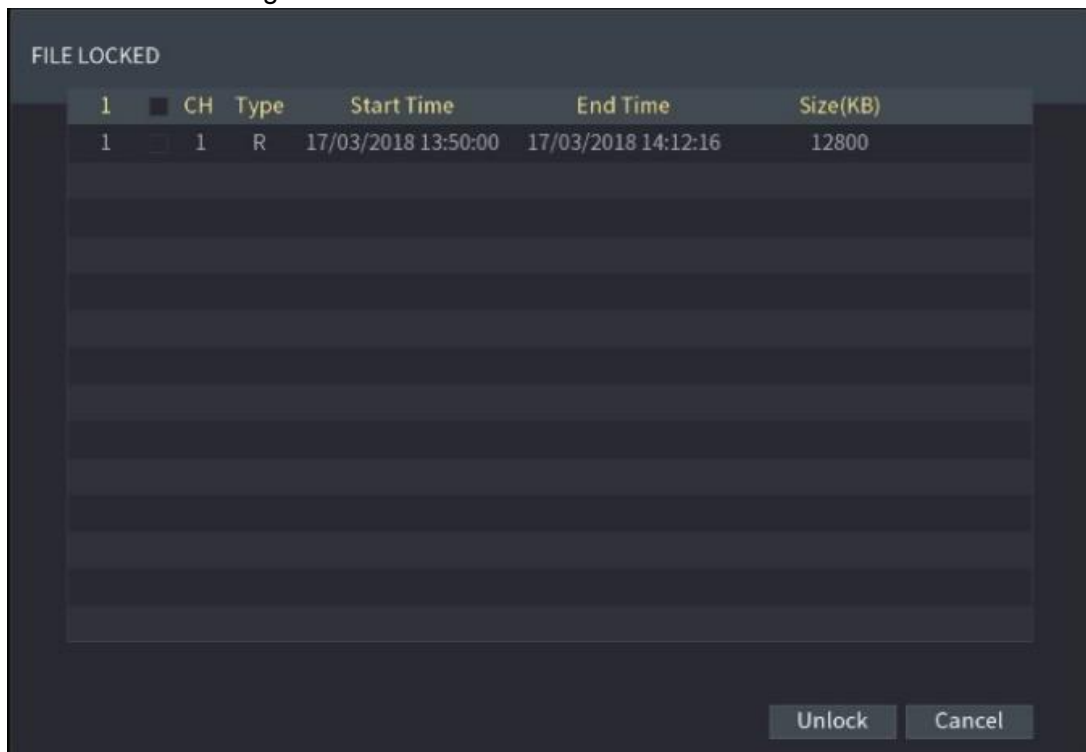 FILE LOCKED
1 CH Type Start Time End Time Size(KB)
1 1 R 17/03/2018 13:50:00 17/03/2018 14:12:16 12800
Unlock Cancel